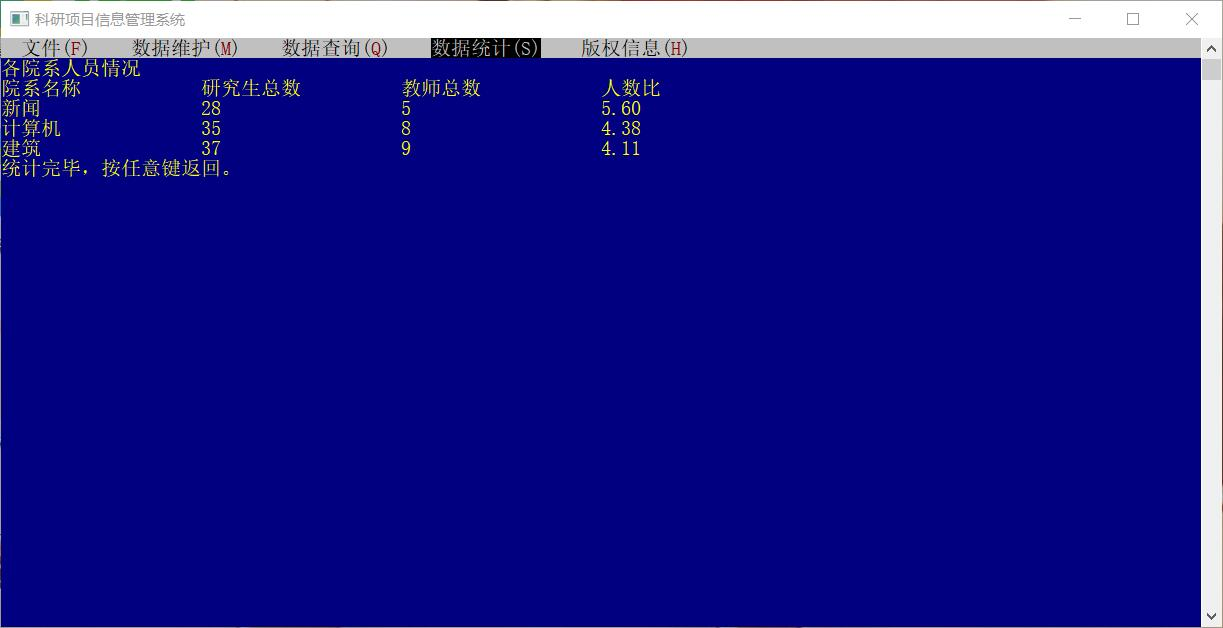 科研项目信息管理系统
文件(F) 数据维护(M) 数据查询(Q) 数据统计(S) 版权信息(H)
各院系人员情况
院系名称 研究生总数 教师总数 人数比
新闻 28 5 5.60
计算机 35 8 4.38
建筑 37 9 4.11
统计完毕，按任意键返回。